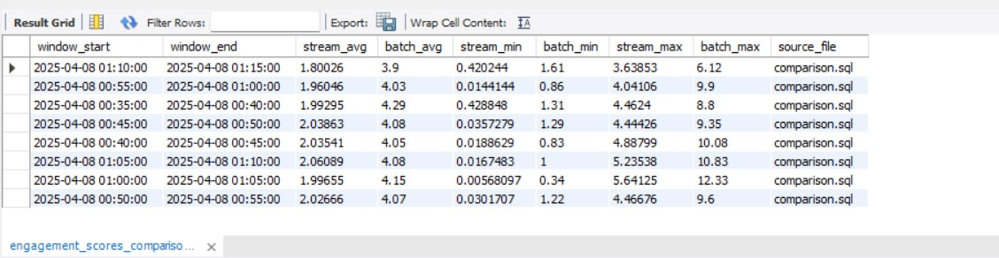 Result Grid Filter Rows: Export: Wrap Cell Content: IA
window_start window_end stream_avg batch_avg stream_min batch_min stream_max batch_max source_file
2025-04-08 01:10:00 2025-04-08 01:15:00 1.80026 3.9 0.420244 1.61 3.63853 6.12 comparison.sql
2025-04-08 00:55:00 2025-04-08 01:00:00 1.96046 4.03 0.0144144 0.86 4.04106 9.9 comparison.sql
2025-04-08 00:35:00 2025-04-08 00:40:00 1.99295 4.29 0.428848 1.31 4.4624 8.8 comparison.sql
2025-04-08 00:45:00 2025-04-08 00:50:00 2.03863 4.08 0.0357279 1.29 4.44426 9.35 comparison.sql
2025-04-08 00:40:00 2025-04-08 00:45:00 2.03541 4.05 0.0188629 0.83 4.88799 10.08 comparison.sql
2025-04-08 01:05:00 2025-04-08 01:10:00 2.06089 4.08 0.0167483 1 5.23538 10.83 comparison.sql
2025-04-08 01:00:00 2025-04-08 01:05:00 1.99655 4.15 0.00568097 0.34 5.64125 12.33 comparison.sql
2025-04-08 00:50:00 2025-04-08 00:55:00 2.02666 4.07 0.0301707 1.22 4.46676 9.6 comparison.sql
engagement_scores_compariso...